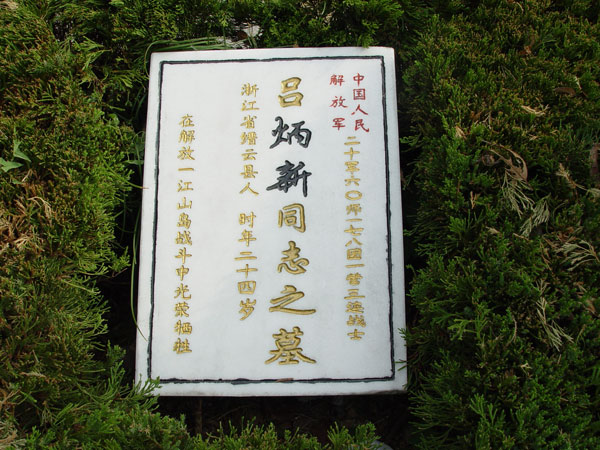 中国人民
解放军
二十军六〇师一七八团一营三连战士
吕炳新同志之墓
浙江省缙云县人 时年二十四岁
在解放一江山岛战斗中光荣牺牲